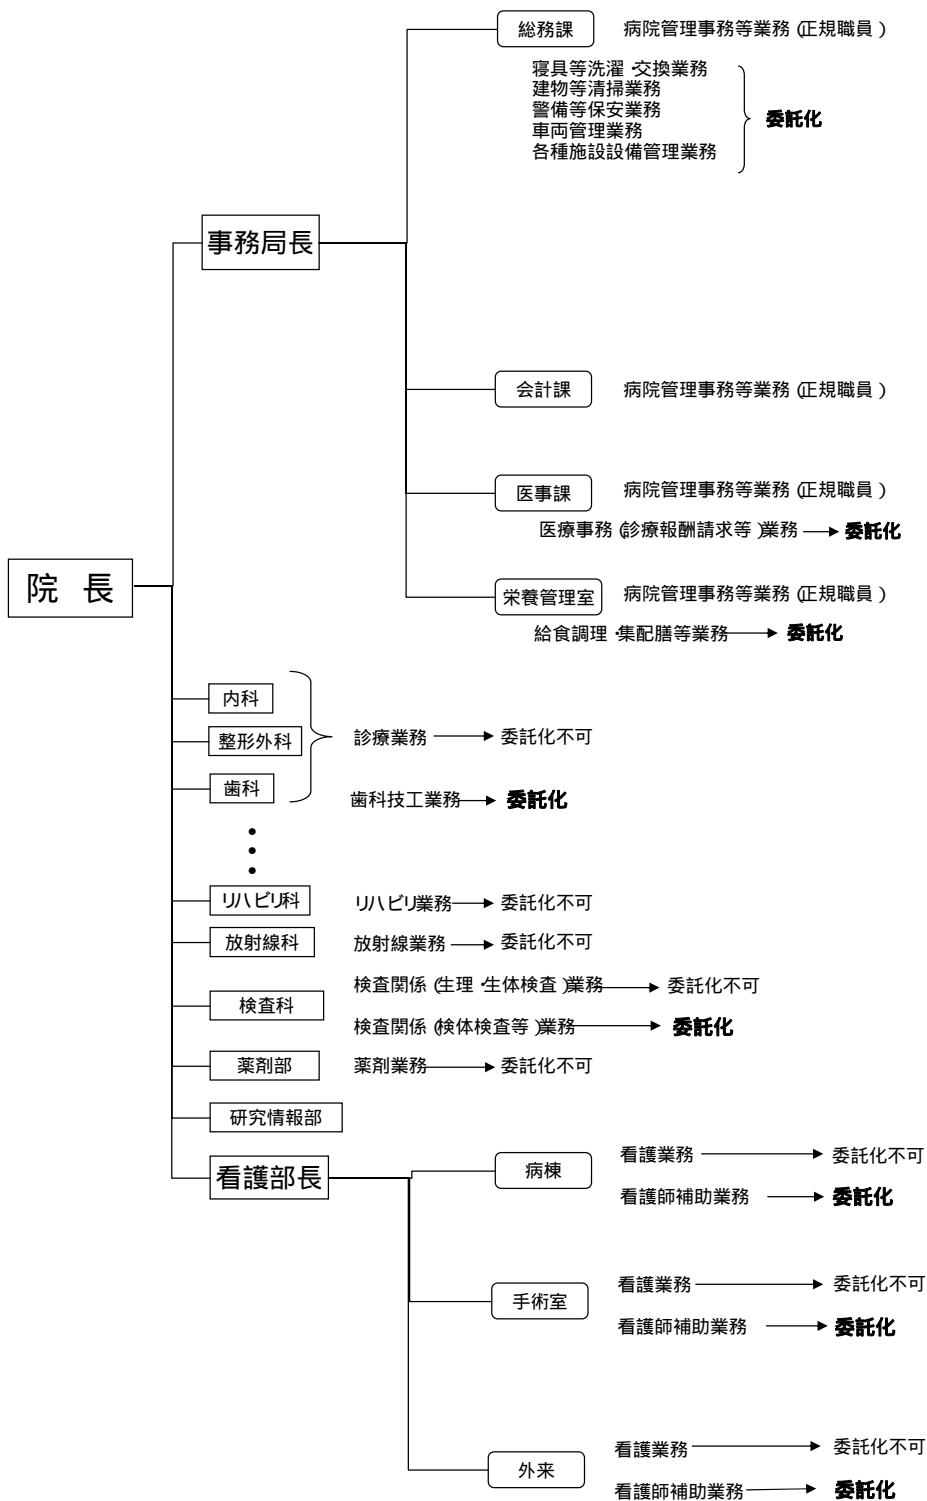 総務課 病院管理事務等業務(正規職員)
寝具等洗濯・交換業務
建物等清掃業務
警備等保安業務
車両管理業務
各種施設設備管理業務
委託化
事務局長
会計課 病院管理事務等業務(正規職員)
医事課 病院管理事務等業務(正規職員)
医療事務(診療報酬請求等)業務 委託化
院 長
栄養管理室 病院管理事務等業務(正規職員)
給食調理・集配膳等業務 委託化
内科
整形外科
診療業務 委託化不可
歯科
歯科技工業務 委託化
リハビリ科 リハビリ業務 委託化不可
放射線科 放射線業務 委託化不可
検査関係(生理・生体検査)業務 委託化不可
検査科
検査関係(検体検査等)業務 委託化
薬剤部 薬剤業務 委託化不可
研究情報部
看護部長
病棟 看護業務 委託化不可
看護師補助業務 委託化
手術室 看護業務 委託化不可
看護師補助業務 委託化
外来 看護業務 委託化不可
看護師補助業務 委託化